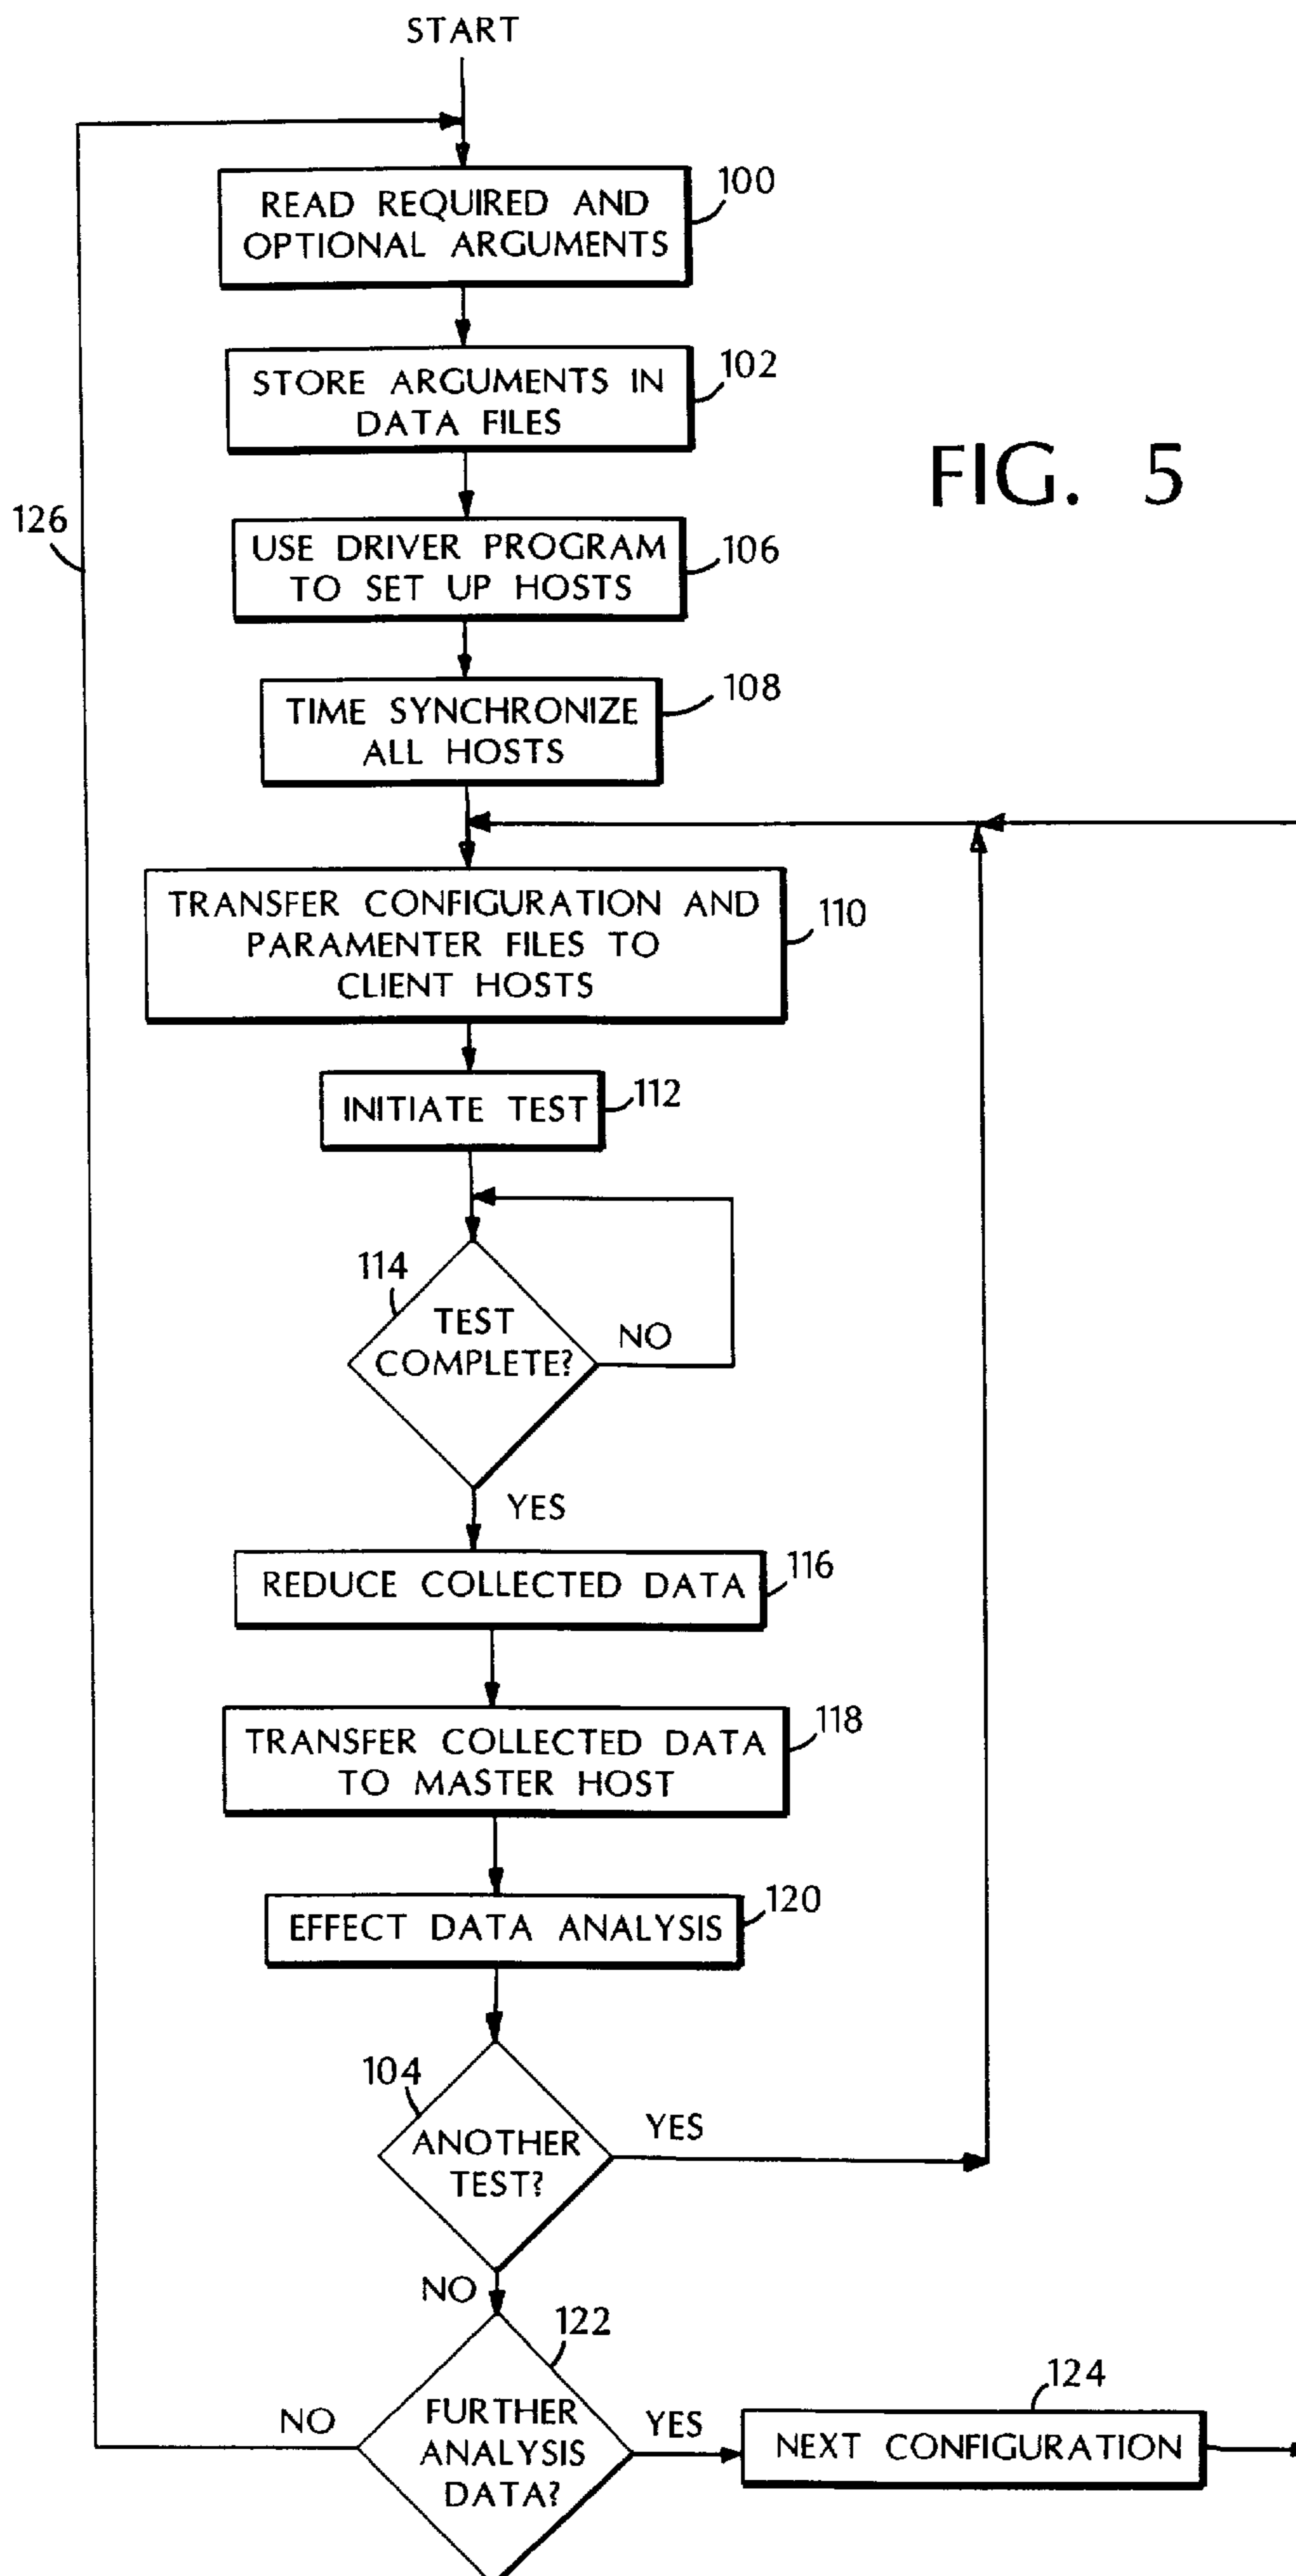 START
READ REQUIRED AND
OPTIONAL ARGUMENTS
100
STORE ARGUMENTS IN
DATA FILES
102
FIG. 5
126
USE DRIVER PROGRAM
TO SET UP HOSTS
106
TIME SYNCHRONIZE
ALL HOSTS
108
TRANSFER CONFIGURATION AND
PARAMENTER FILES TO
CLIENT HOSTS
110
INITIATE TEST
112
114
TEST
COMPLETE?
NO
YES
REDUCE COLLECTED DATA
116
TRANSFER COLLECTED DATA
TO MASTER HOST
118
EFFECT DATA ANALYSIS
120
104
ANOTHER
TEST?
YES
NO
122
FURTHER
ANALYSIS
DATA?
NO
YES
124
NEXT CONFIGURATION